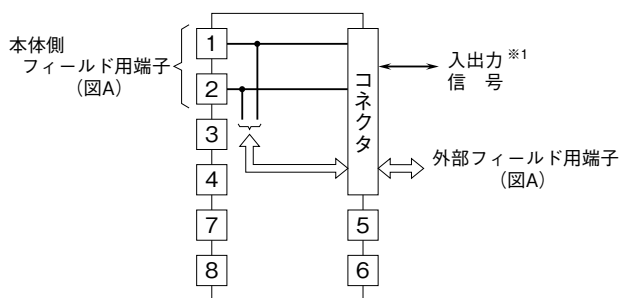 本体側
フィールド用端子
(図A)
1
2
3
4
7
8
コネクタ
5
6
入出力※1
信　号
外部フィールド用端子
(図A)